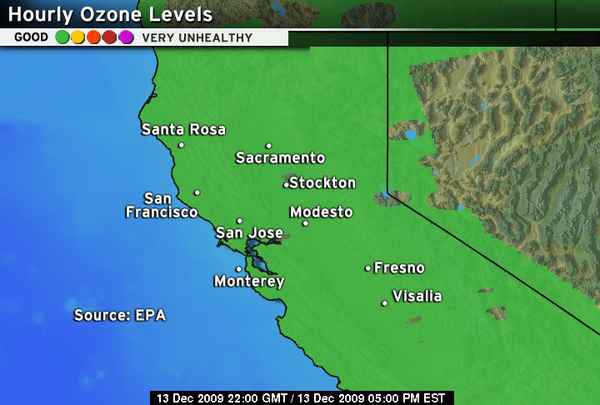 Hourly Ozone Levels
GOOD VERY UNHEALTHY
Santa Rosa
Sacramento
Stockton
San
Francisco
Modesto
San Jose
Fresno
Monterey
Visalia
Source: EPA
13 Dec 2009 22:00 GMT / 13 Dec 2009 05:00 PM EST